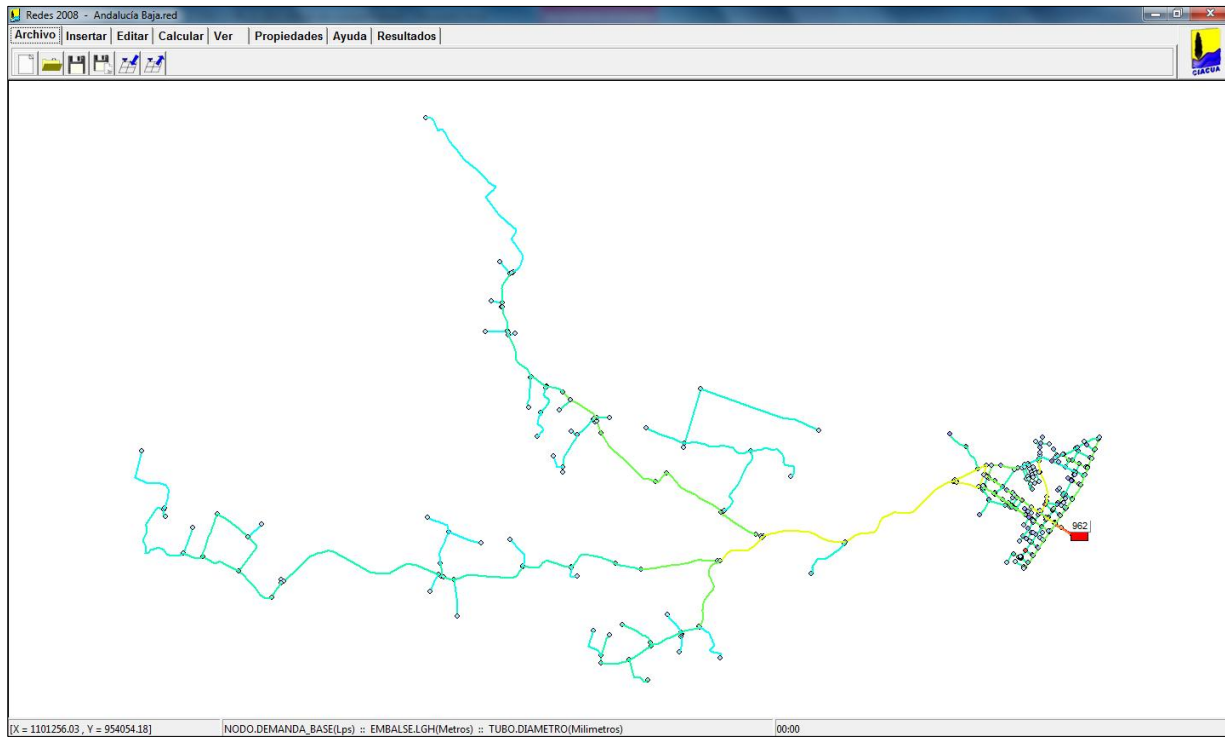 Redes 2008 - Andalucía Baja.red
Archivo Insertar Editar Calcular Ver Propiedades Ayuda Resultados
CIACUA
962
[X = 1101256.03 , Y = 954054.18] NODO.DEMANDA_BASE(Lps) :: EMBALSE.LGH(Metros) :: TUBO.DIAMETRO(Milimetros) 00:00